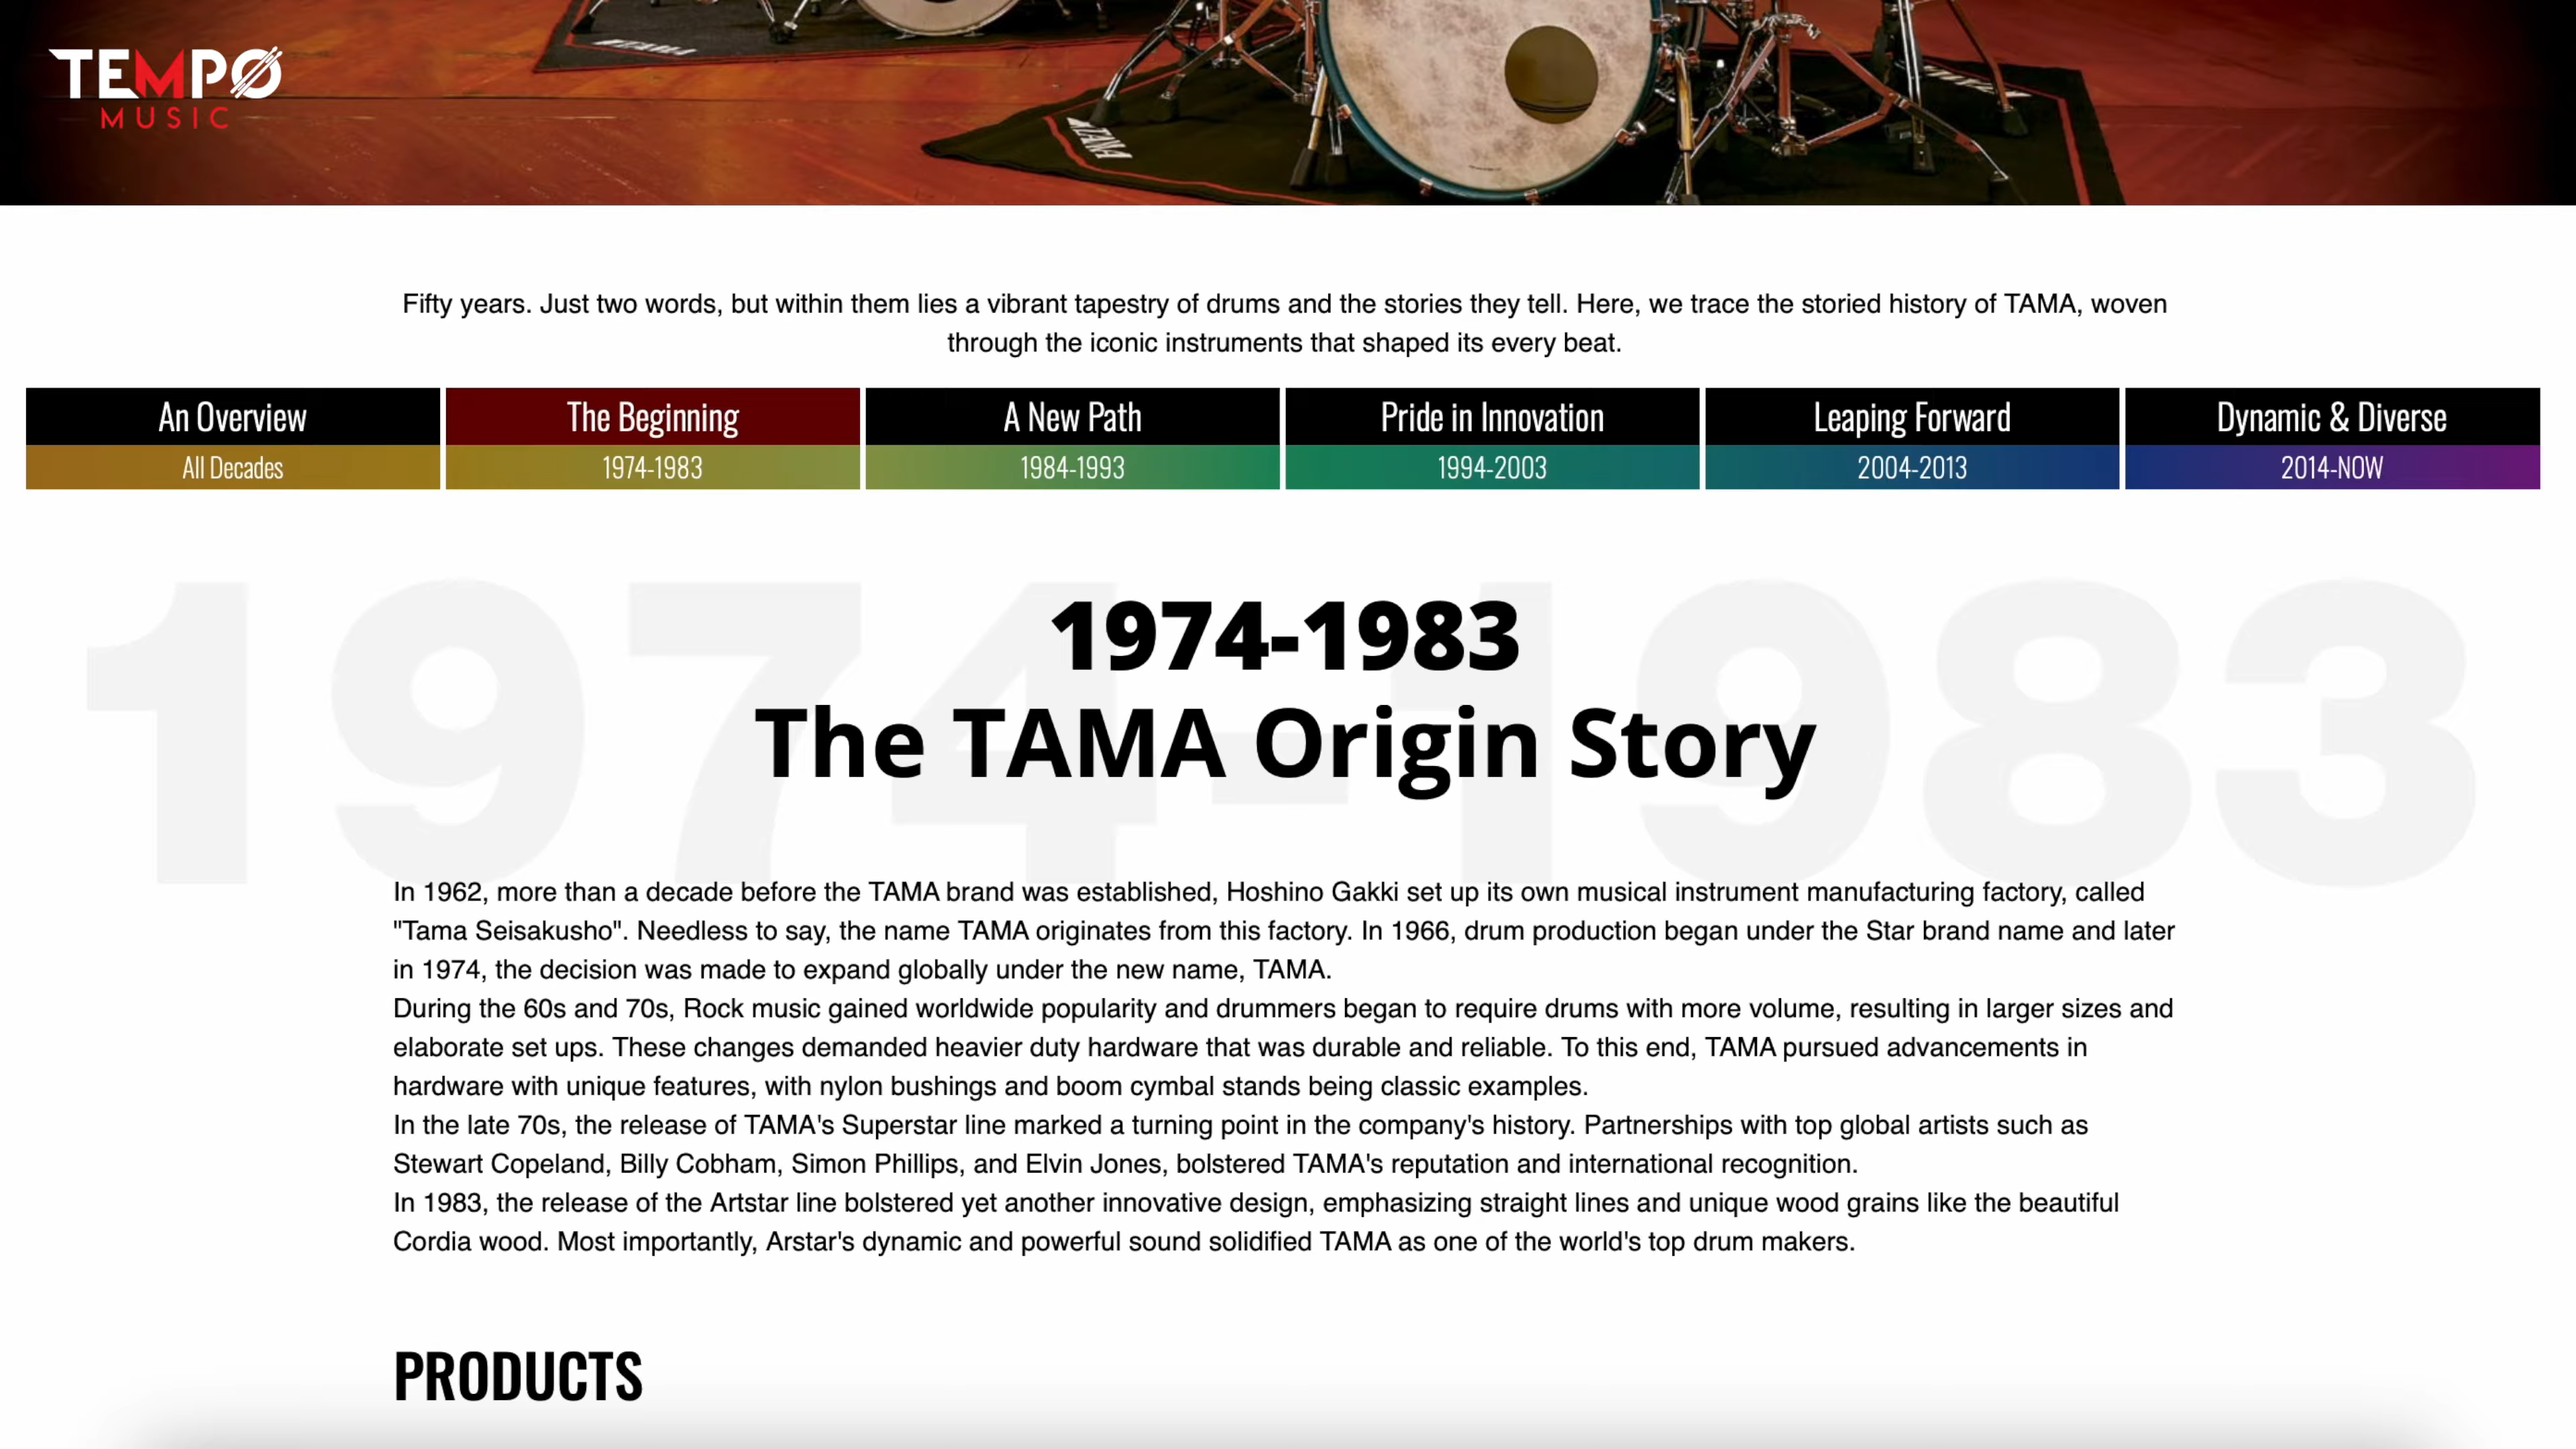 TAMA
TEMPO
MUSIC
TAMA
Fifty years. Just two words, but within them lies a vibrant tapestry of drums and the stories they tell. Here, we trace the storied history of TAMA, woven
through the iconic instruments that shaped its every beat.
An Overview
All Decades
The Beginning
1974-1983
A New Path
1984-1993
Pride in Innovation
1994-2003
Leaping Forward
2004-2013
Dynamic & Diverse
2014-NOW
1974-1983
1974-1983
The TAMA Origin Story
In 1962, more than a decade before the TAMA brand was established, Hoshino Gakki set up its own musical instrument manufacturing factory, called
"Tama Seisakusho". Needless to say, the name TAMA originates from this factory. In 1966, drum production began under the Star brand name and later
in 1974, the decision was made to expand globally under the new name, TAMA.
During the 60s and 70s, Rock music gained worldwide popularity and drummers began to require drums with more volume, resulting in larger sizes and
elaborate set ups. These changes demanded heavier duty hardware that was durable and reliable. To this end, TAMA pursued advancements in
hardware with unique features, with nylon bushings and boom cymbal stands being classic examples.
In the late 70s, the release of TAMA's Superstar line marked a turning point in the company's history. Partnerships with top global artists such as
Stewart Copeland, Billy Cobham, Simon Phillips, and Elvin Jones, bolstered TAMA's reputation and international recognition.
In 1983, the release of the Artstar line bolstered yet another innovative design, emphasizing straight lines and unique wood grains like the beautiful
Cordia wood. Most importantly, Arstar's dynamic and powerful sound solidified TAMA as one of the world's top drum makers.
PRODUCTS